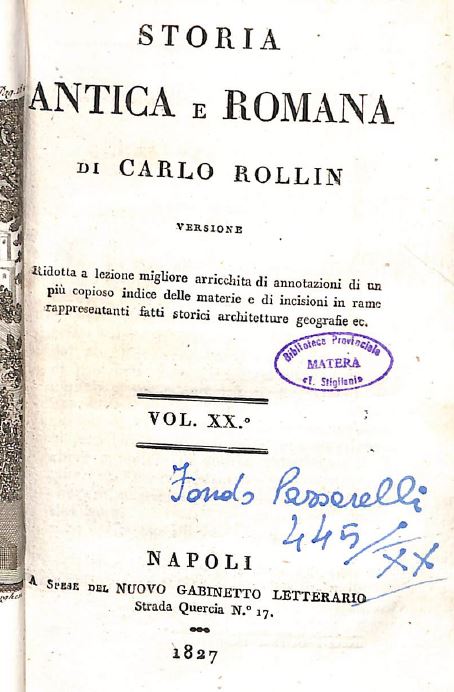 STORIA
ANTICA E ROMANA
DI CARLO ROLLIN
VERSIONE
Ridotta a lezione migliore arricchita di annotazioni di un
più copioso indice delle materie e di incisioni in rame
rappresentanti fatti storici architetture geografie ec.
Biblioteca Provinciale
MATERA
«T. Stigliani»
VOL. XX.º
Fondo Passarelli
445/XX
NAPOLI
A SPESE DEL NUOVO GABINETTO LETTERARIO
Strada Quercia N.º 17.
1827